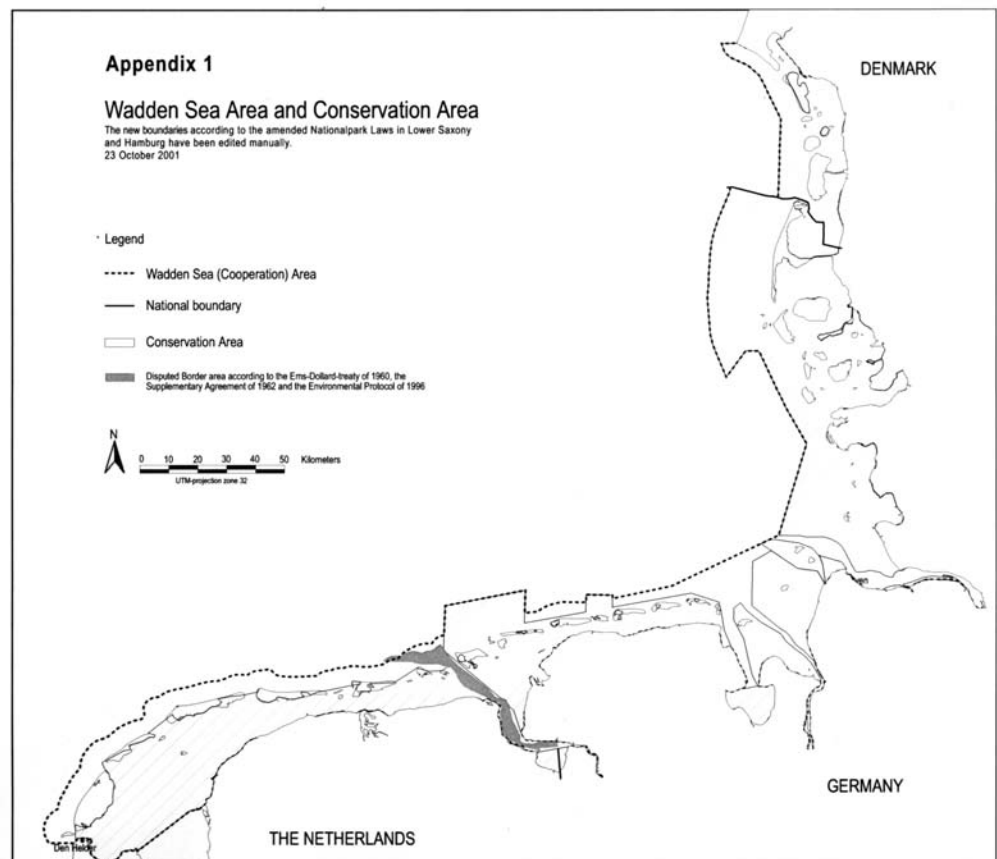 Appendix 1
Wadden Sea Area and Conservation Area
The new boundaries according to the amended Nationalpark Laws in Lower Saxony
and Hamburg have been edited manually.
23 October 2001
Legend
Wadden Sea (Cooperation) Area
National boundary
Conservation Area
Disputed Border area according to the Ems-Dollard-treaty of 1960, the
Supplementary Agreement of 1962 and the Environmental Protocol of 1996
N
0 10 20 30 40 50 Kilometers
UTM-projection zone 32
DENMARK
GERMANY
THE NETHERLANDS
Den Helder